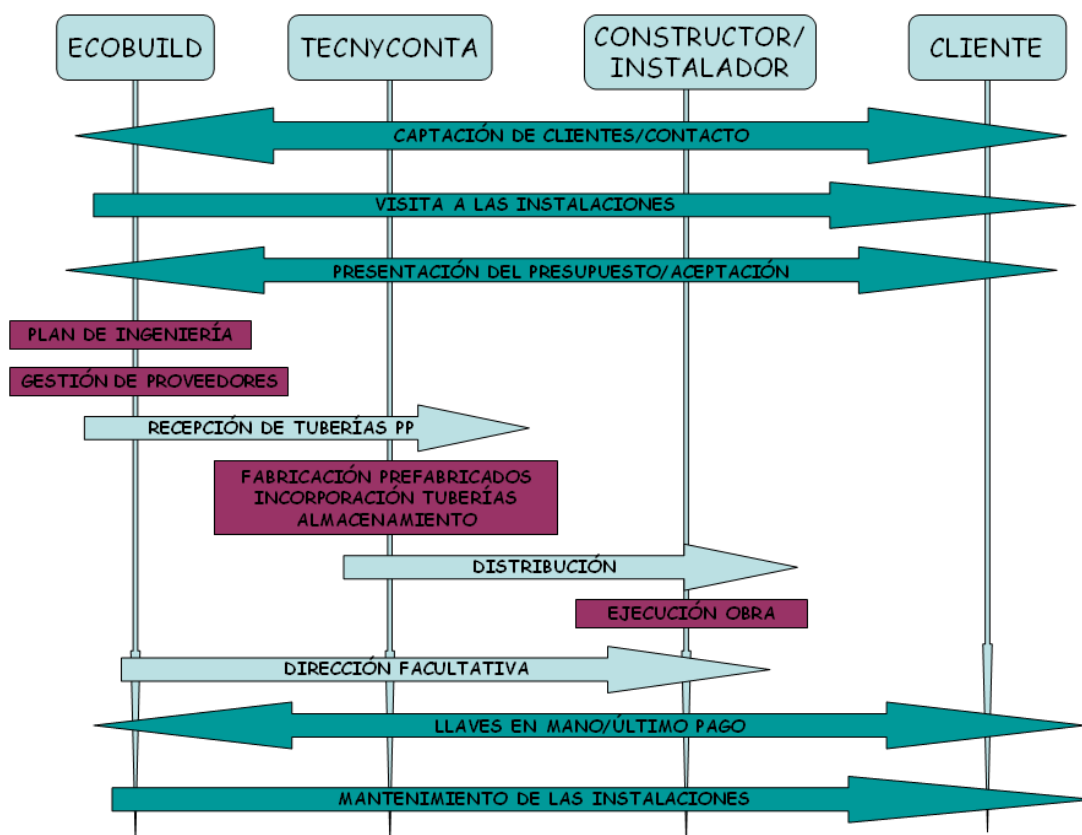 ECOBUILD
TECNYCONTA
CONSTRUCTOR/
INSTALADOR
CLIENTE
CAPTACIÓN DE CLIENTES/CONTACTO
VISITA A LAS INSTALACIONES
PRESENTACIÓN DEL PRESUPUESTO/ACEPTACIÓN
PLAN DE INGENIERÍA
GESTIÓN DE PROVEEDORES
RECEPCIÓN DE TUBERÍAS PP
FABRICACIÓN PREFABRICADOS
INCORPORACIÓN TUBERÍAS
ALMACENAMIENTO
DISTRIBUCIÓN
EJECUCIÓN OBRA
DIRECCIÓN FACULTATIVA
LLAVES EN MANO/ÚLTIMO PAGO
MANTENIMIENTO DE LAS INSTALACIONES